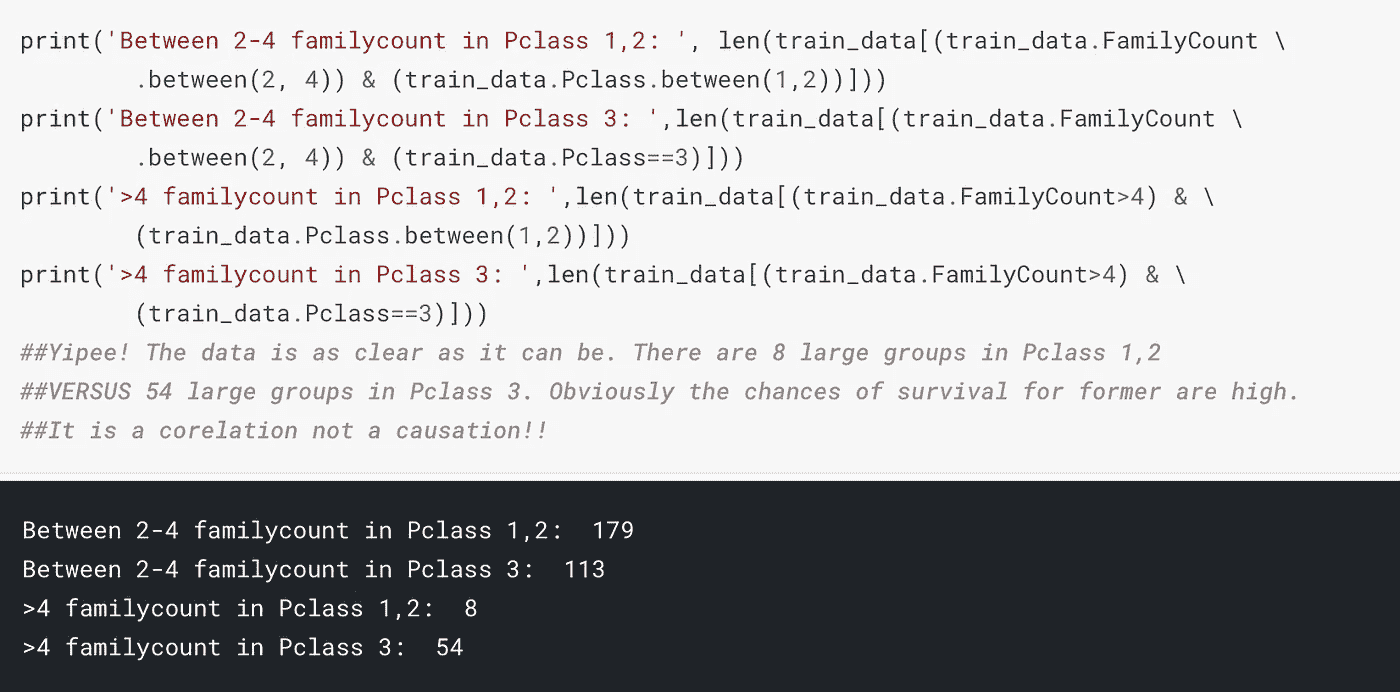 print('Between 2-4 familycount in Pclass 1,2: ', len(train_data[(train_data.FamilyCount \
        .between(2, 4)) & (train_data.Pclass.between(1,2))]))
print('Between 2-4 familycount in Pclass 3: ',len(train_data[(train_data.FamilyCount \
        .between(2, 4)) & (train_data.Pclass==3)]))
print('>4 familycount in Pclass 1,2: ',len(train_data[(train_data.FamilyCount>4) & \
        (train_data.Pclass.between(1,2))]))
print('>4 familycount in Pclass 3: ',len(train_data[(train_data.FamilyCount>4) & \
        (train_data.Pclass==3)]))
##Yipee! The data is as clear as it can be. There are 8 large groups in Pclass 1,2
##VERSUS 54 large groups in Pclass 3. Obviously the chances of survival for former are high.
##It is a corelation not a causation!!
Between 2-4 familycount in Pclass 1,2:  179
Between 2-4 familycount in Pclass 3:  113
>4 familycount in Pclass 1,2:  8
>4 familycount in Pclass 3:  54